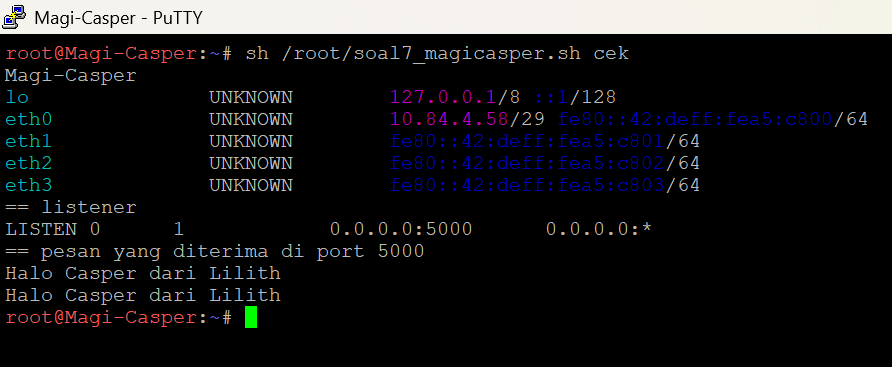 Magi-Casper - PuTTY
root@Magi-Casper:~# sh /root/soal7_magicasper.sh cek
Magi-Casper
lo UNKNOWN 127.0.0.1/8 ::1/128
eth0 UNKNOWN 10.84.4.58/29 fe80::42:deff:fea5:c800/64
eth1 UNKNOWN fe80::42:deff:fea5:c801/64
eth2 UNKNOWN fe80::42:deff:fea5:c802/64
eth3 UNKNOWN fe80::42:deff:fea5:c803/64
== listener
LISTEN 0 1 0.0.0.0:5000 0.0.0.0:*
== pesan yang diterima di port 5000
Halo Casper dari Lilith
Halo Casper dari Lilith
root@Magi-Casper:~#